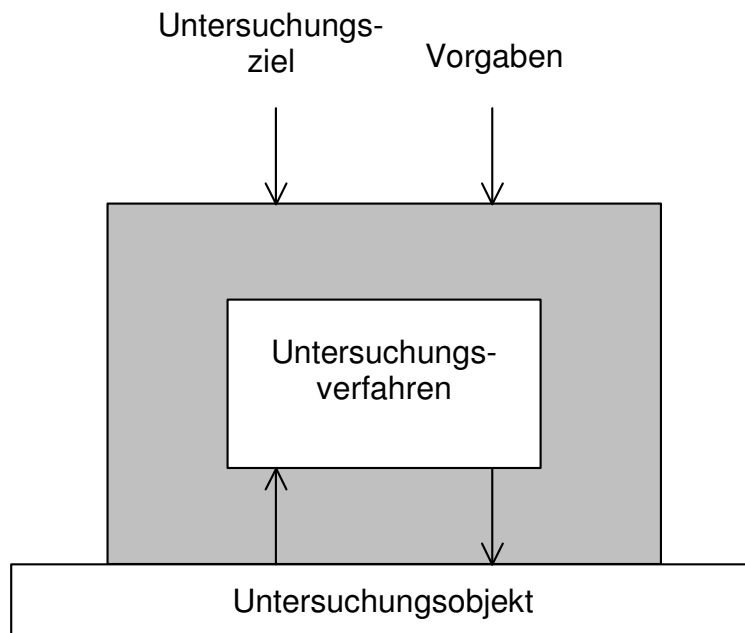 Untersuchungs-
ziel
Vorgaben
Untersuchungs-
verfahren
Untersuchungsobjekt